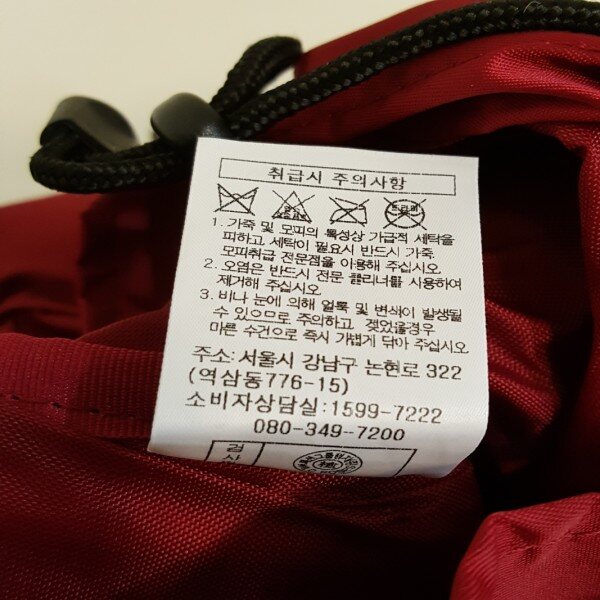 취급시 주의사항
1. 가죽 및 모피의 특성상 가급적 세탁을
피하고, 세탁이 필요시 반드시 가죽.
모피취급 전문점을 이용해 주십시오.
2. 오염은 반드시 전문 클리너를 사용하여
제거해 주십시오.
3. 비나 눈에 의해 얼룩 및 변색이 발생될
수 있으므로 주의하고, 젖었을경우
마른 수건으로 즉시 가볍게 닦아 주십시오.
주소: 서울시 강남구 논현로 322
(역삼동776-15)
소비자상담실:1599-7222
080-349-7200
검사